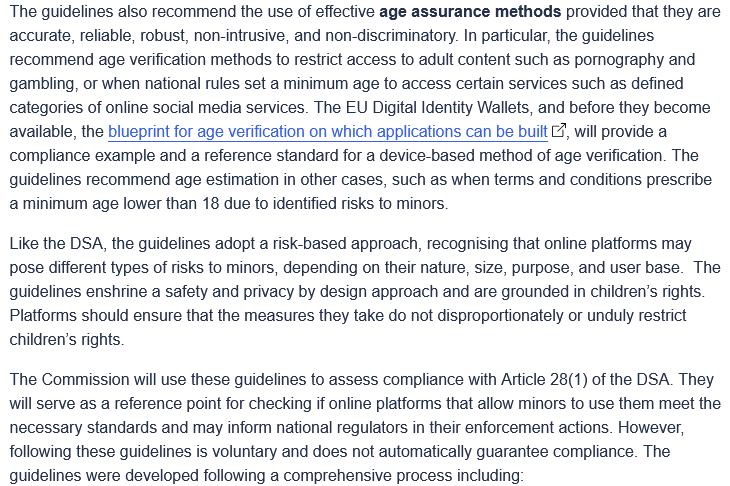 The guidelines also recommend the use of effective age assurance methods provided that they are
accurate, reliable, robust, non-intrusive, and non-discriminatory. In particular, the guidelines
recommend age verification methods to restrict access to adult content such as pornography and
gambling, or when national rules set a minimum age to access certain services such as defined
categories of online social media services. The EU Digital Identity Wallets, and before they become
available, the blueprint for age verification on which applications can be built, will provide a
compliance example and a reference standard for a device-based method of age verification. The
guidelines recommend age estimation in other cases, such as when terms and conditions prescribe
a minimum age lower than 18 due to identified risks to minors.
Like the DSA, the guidelines adopt a risk-based approach, recognising that online platforms may
pose different types of risks to minors, depending on their nature, size, purpose, and user base. The
guidelines enshrine a safety and privacy by design approach and are grounded in children's rights.
Platforms should ensure that the measures they take do not disproportionately or unduly restrict
children's rights.
The Commission will use these guidelines to assess compliance with Article 28(1) of the DSA. They
will serve as a reference point for checking if online platforms that allow minors to use them meet the
necessary standards and may inform national regulators in their enforcement actions. However,
following these guidelines is voluntary and does not automatically guarantee compliance. The
guidelines were developed following a comprehensive process including: